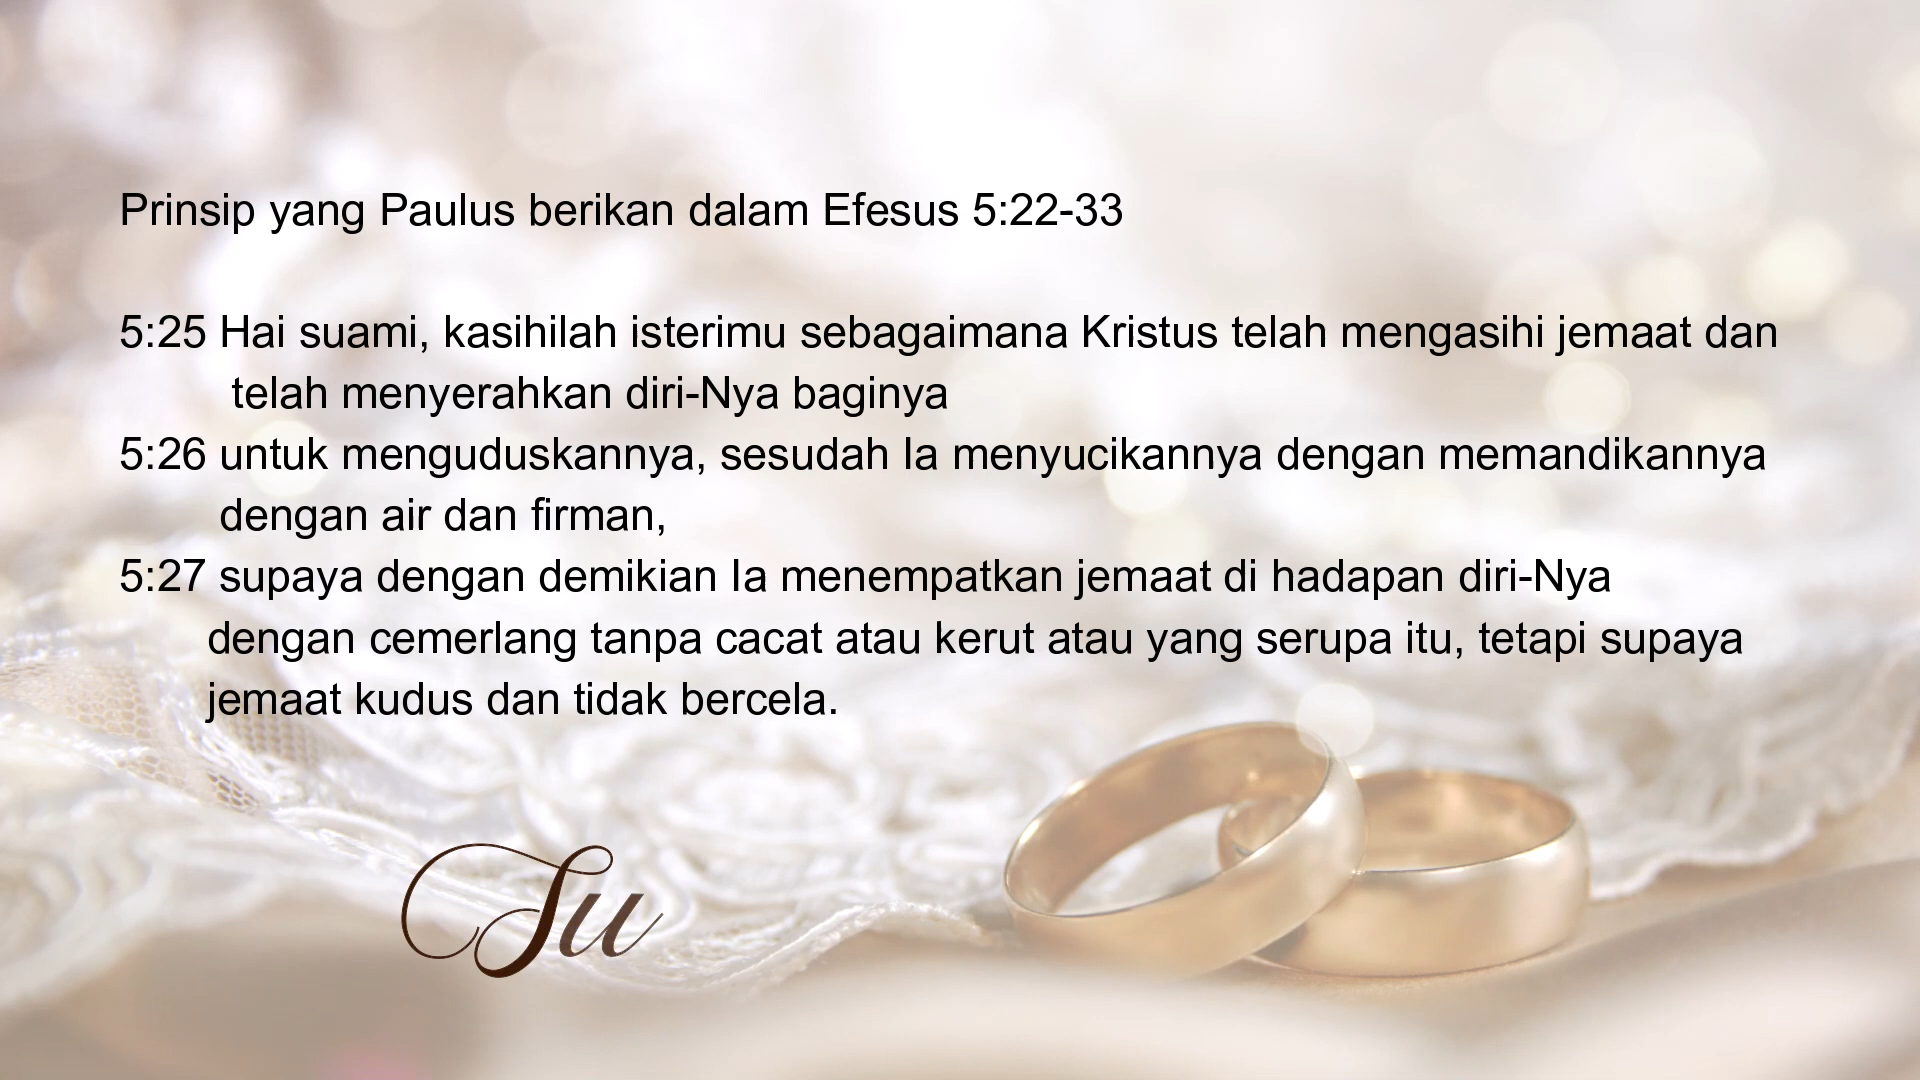 Prinsip yang Paulus berikan dalam Efesus 5:22-33
5:25 Hai suami, kasihilah isterimu sebagaimana Kristus telah mengasihi jemaat dan
telah menyerahkan diri-Nya baginya
5:26 untuk menguduskannya, sesudah Ia menyucikannya dengan memandikannya
dengan air dan firman,
5:27 supaya dengan demikian Ia menempatkan jemaat di hadapan diri-Nya
dengan cemerlang tanpa cacat atau kerut atau yang serupa itu, tetapi supaya
jemaat kudus dan tidak bercela.
Su